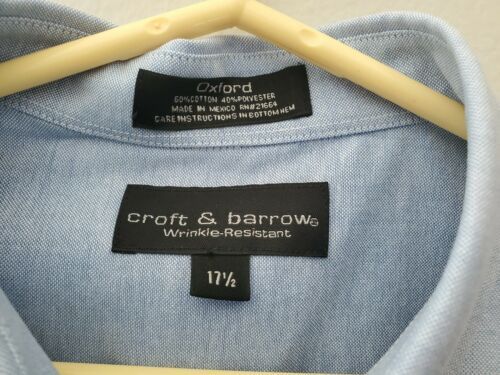 Oxford
60%COTTON 40%POLYESTER
MADE IN MEXICO RN#21664
CARE INSTRUCTIONS IN BOTTOM HEM
croft & barrow®
Wrinkle-Resistant
17½